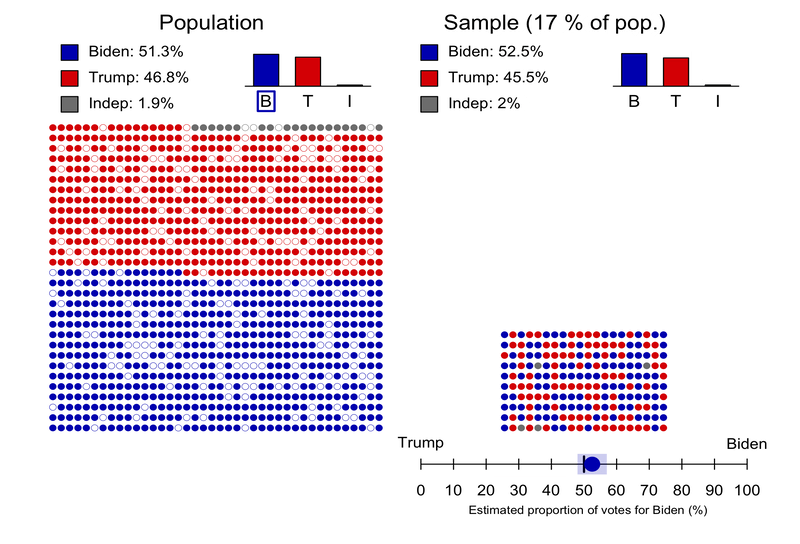 Population
Biden: 51.3%
Trump: 46.8%
Indep: 1.9%
B T I
Sample (17 % of pop.)
Biden: 52.5%
Trump: 45.5%
Indep: 2%
B T I
Trump Biden
0 10 20 30 40 50 60 70 80 90 100
Estimated proportion of votes for Biden (%)